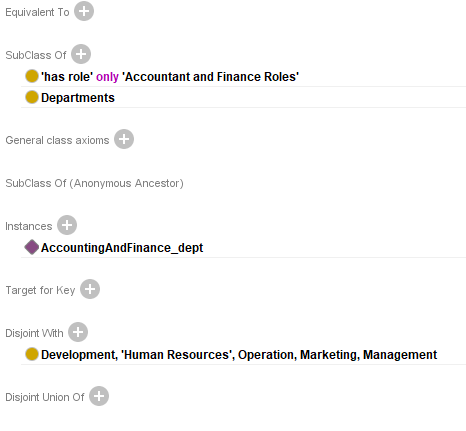 Equivalent To
SubClass Of
'has role' only 'Accountant and Finance Roles'
Departments
General class axioms
SubClass Of (Anonymous Ancestor)
Instances
AccountingAndFinance_dept
Target for Key
Disjoint With
Development, 'Human Resources', Operation, Marketing, Management
Disjoint Union Of